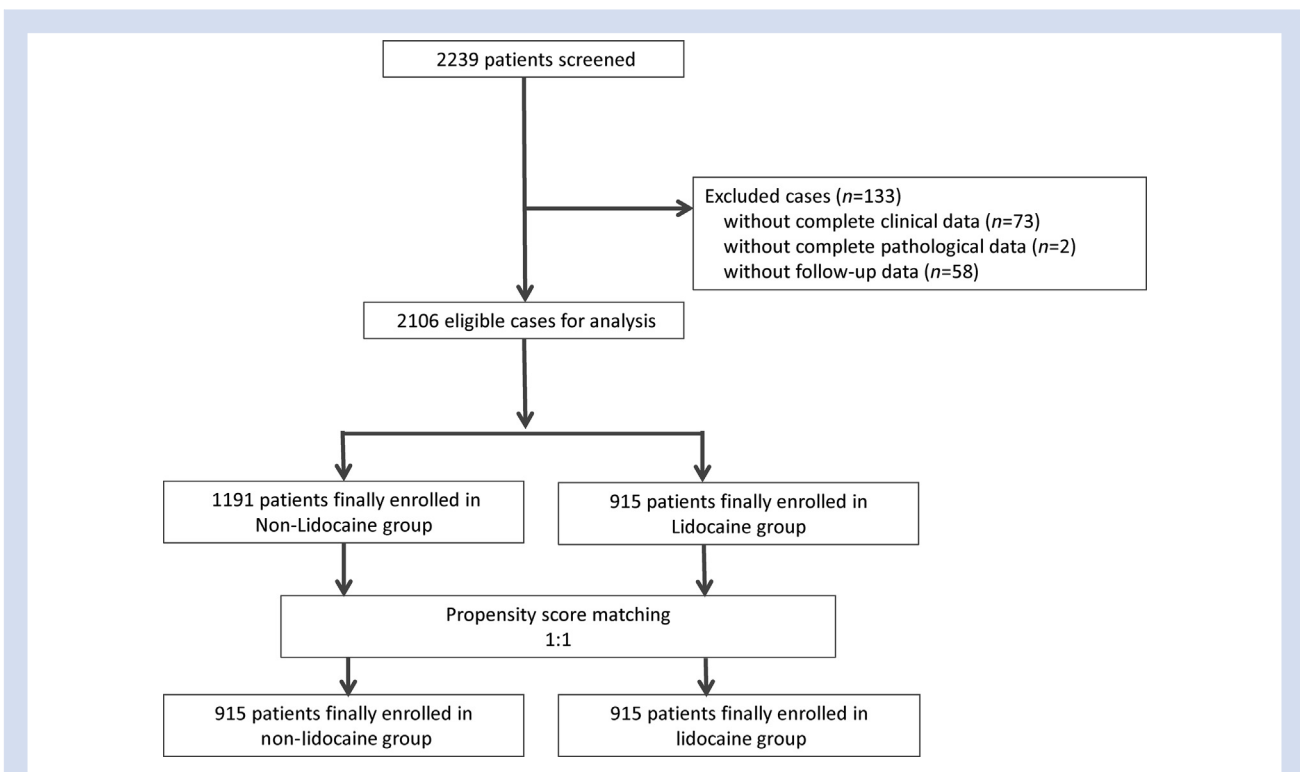 2239 patients screened
Excluded cases (n=133)
without complete clinical data (n=73)
without complete pathological data (n=2)
without follow-up data (n=58)
2106 eligible cases for analysis
1191 patients finally enrolled in
Non-Lidocaine group
915 patients finally enrolled in
Lidocaine group
Propensity score matching
1:1
915 patients finally enrolled in
non-lidocaine group
915 patients finally enrolled in
lidocaine group